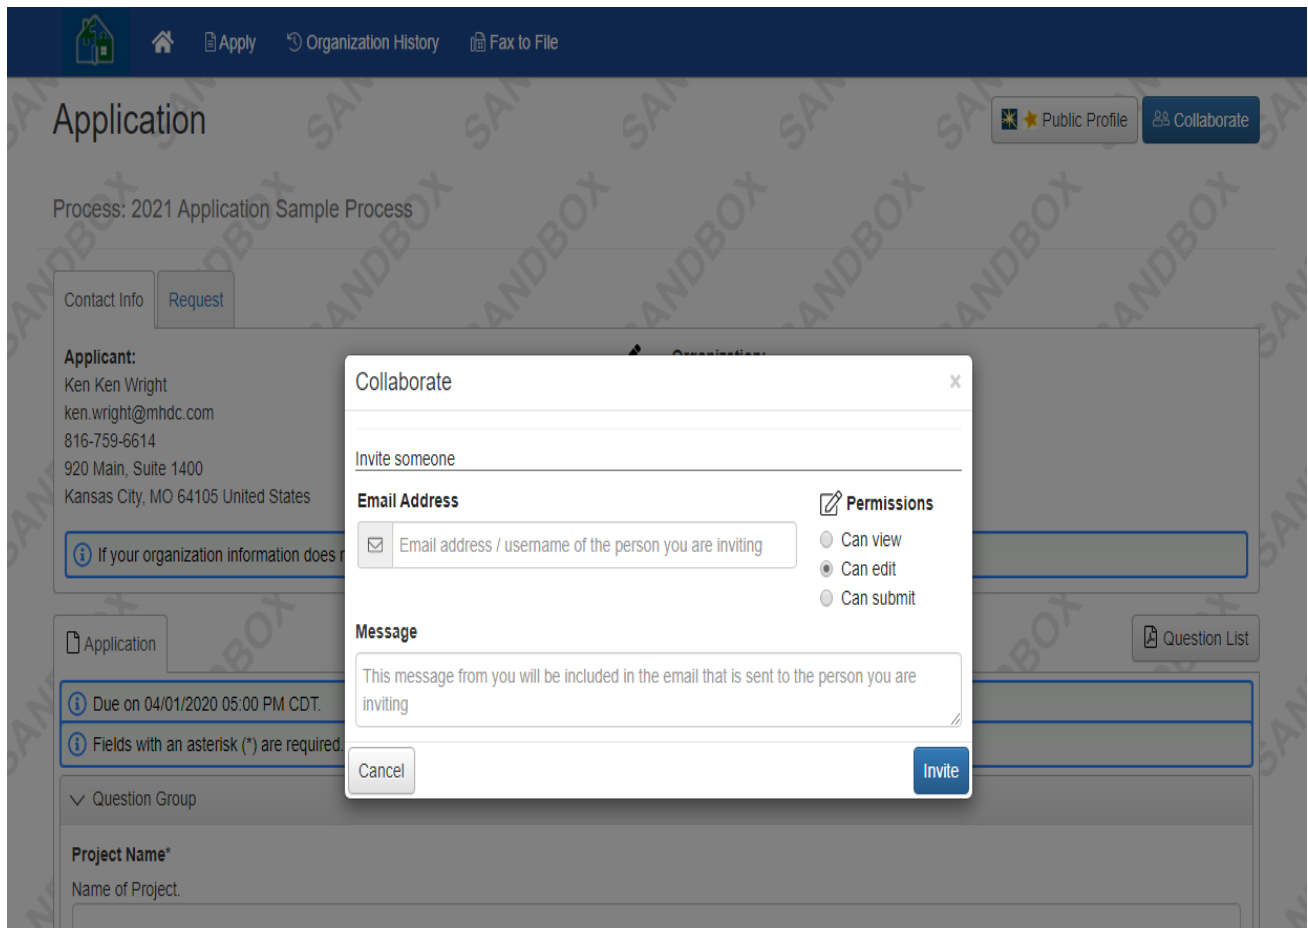 Apply Organization History Fax to File
Application
Public Profile Collaborate
Process: 2021 Application Sample Process
Contact Info Request
Applicant: Organization:
Ken Ken Wright
ken.wright@mhdc.com
816-759-6614
920 Main, Suite 1400
Kansas City, MO 64105 United States
If your organization information does
Collaborate
Invite someone
Email Address
Email address / username of the person you are inviting
Permissions
Can view
Can edit
Can submit
Message
This message from you will be included in the email that is sent to the person you are
inviting
Cancel Invite
Application Question List
Due on 04/01/2020 05:00 PM CDT.
Fields with an asterisk (*) are required.
Question Group
Project Name*
Name of Project.
SANDBOX